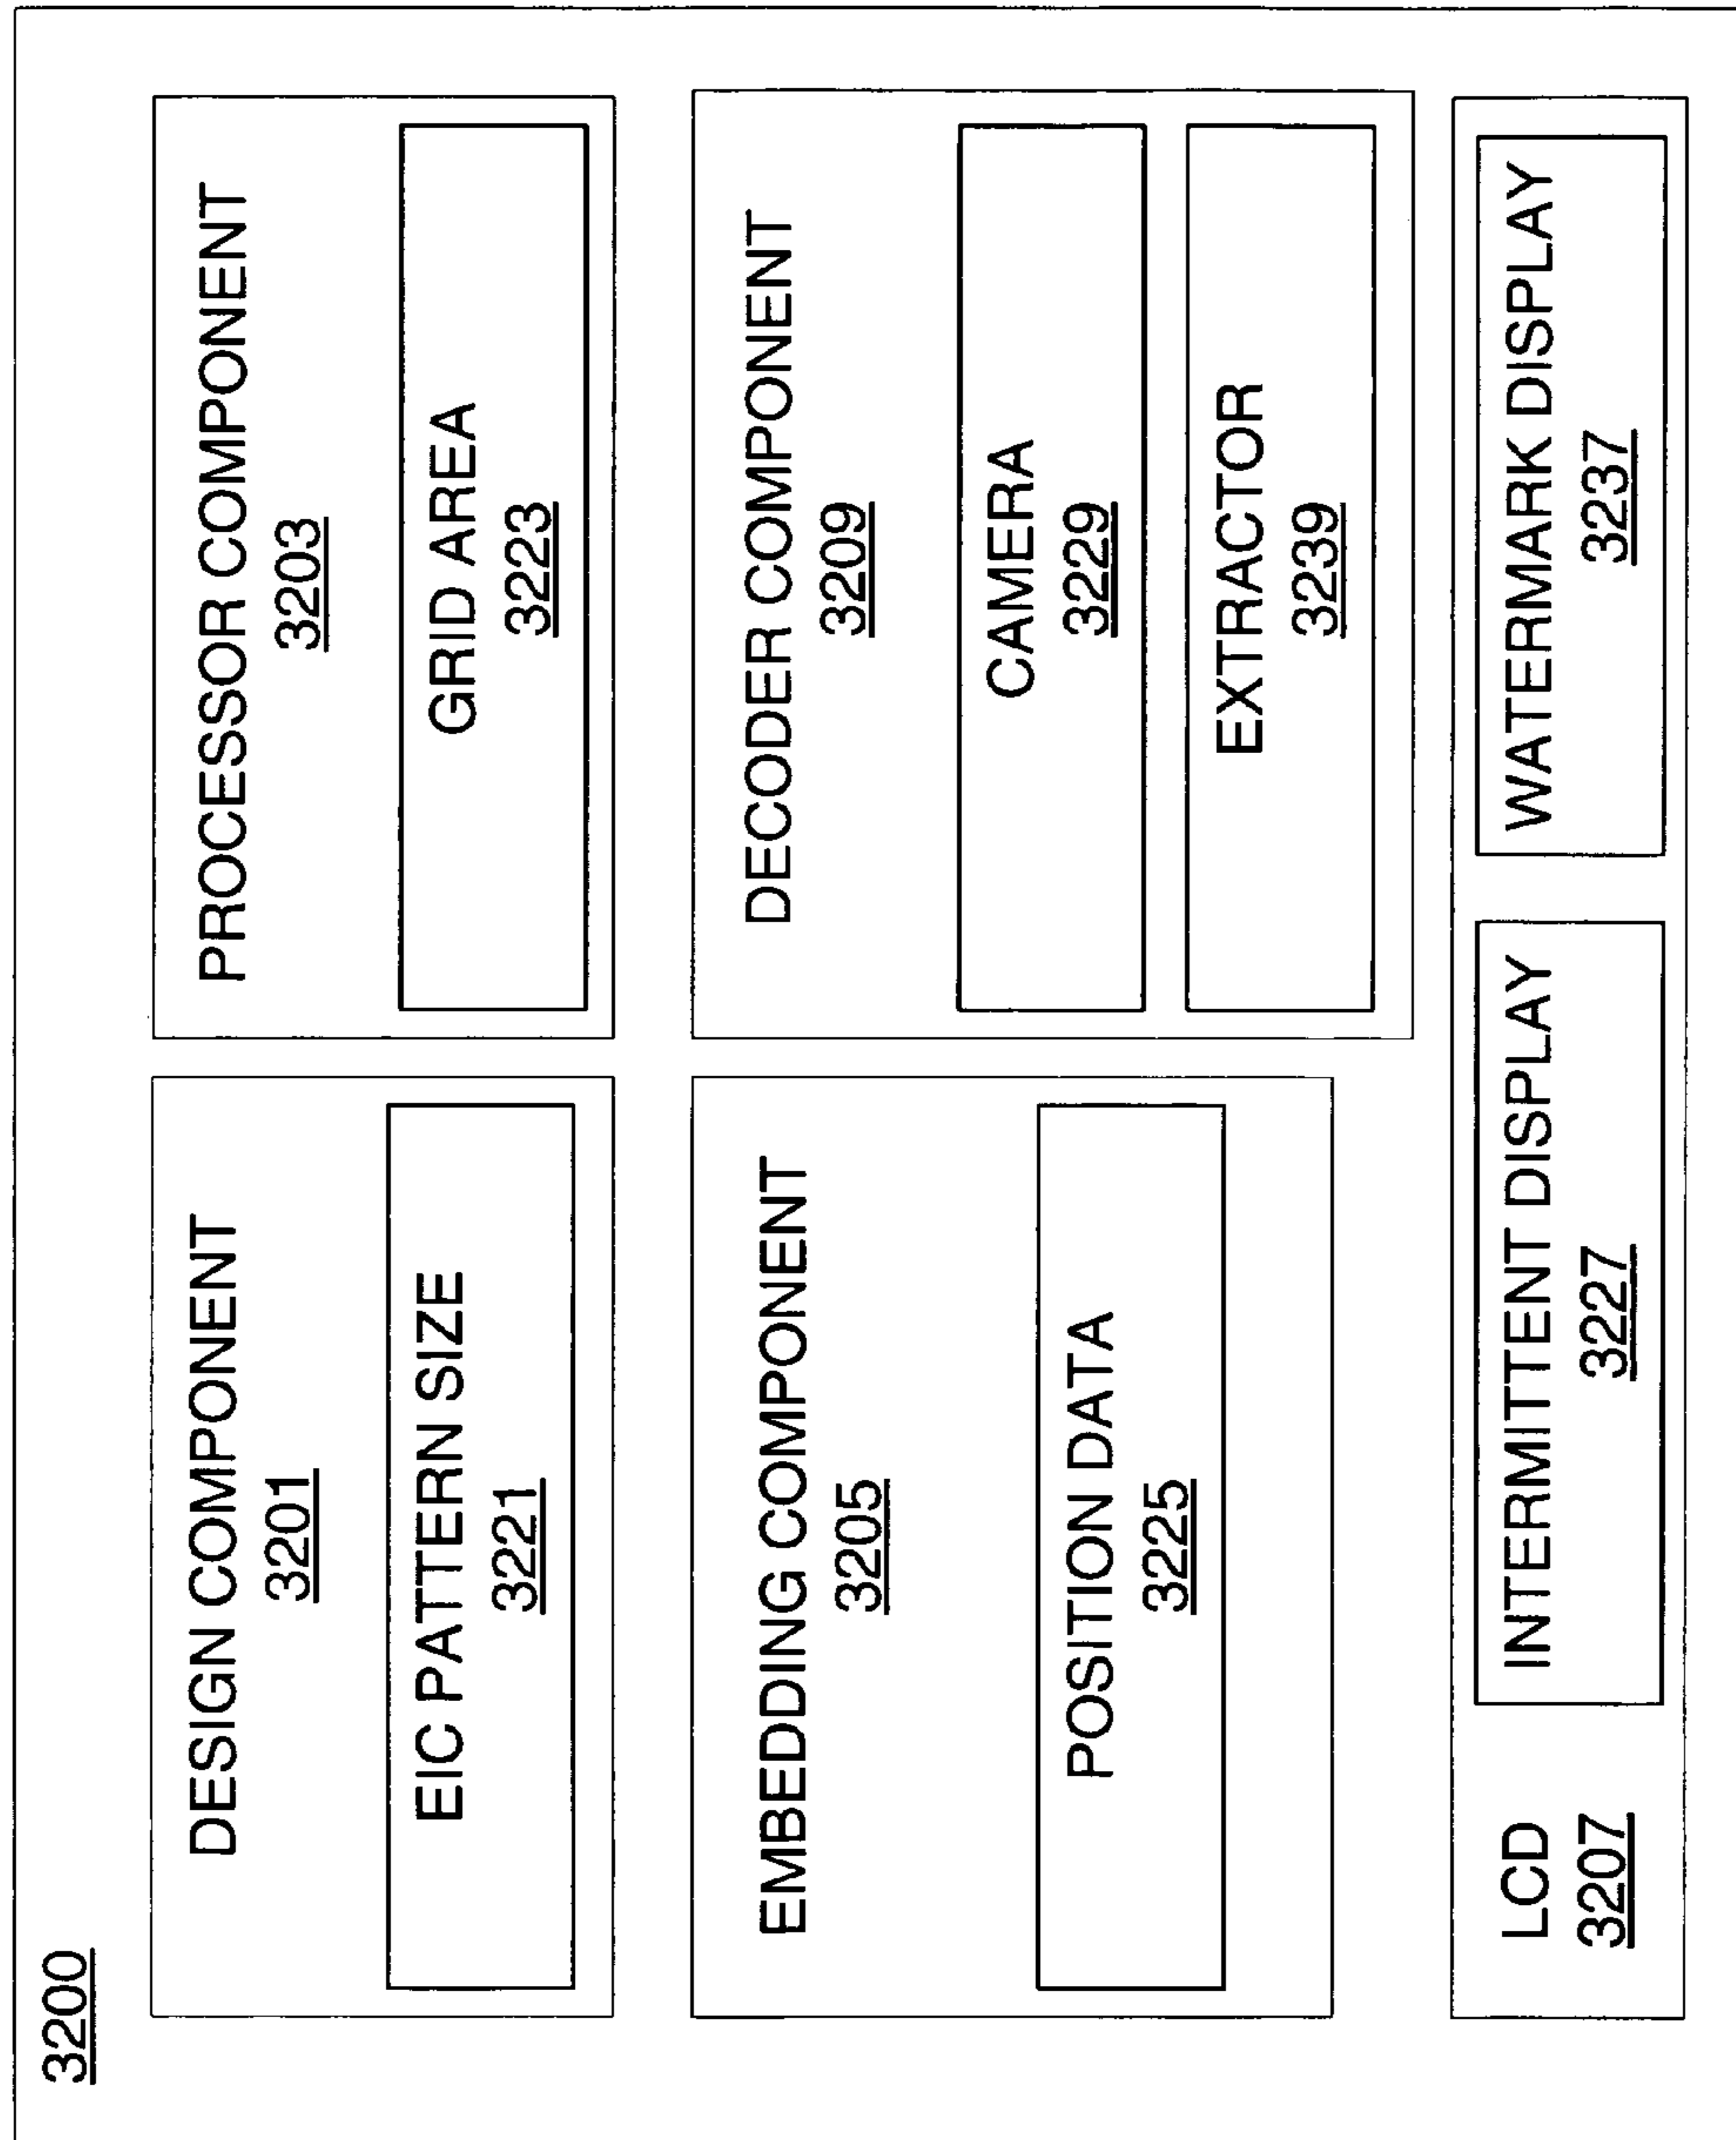 3200
DESIGN COMPONENT
3201
EIC PATTERN SIZE
3221
PROCESSOR COMPONENT
3203
GRID AREA
3223
EMBEDDING COMPONENT
3205
POSITION DATA
3225
DECODER COMPONENT
3209
CAMERA
3229
EXTRACTOR
3239
LCD
3207
INTERMITTENT DISPLAY
3227
WATERMARK DISPLAY
3237